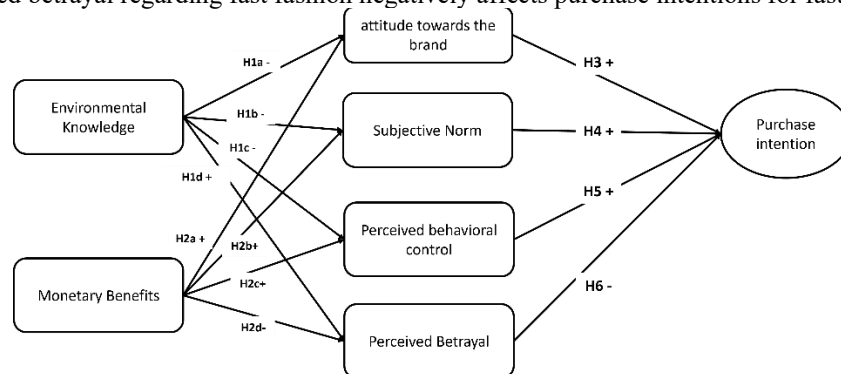 ed betrayal regarding fast fashion negatively affects purchase intentions for fast
attitude towards the
brand
H1a -
H3 +
Environmental
Knowledge
H1b -
Subjective Norm
H4 +
Purchase
intention
H1c -
H1d +
H5 +
H2a +
H2b+
Perceived behavioral
control
H2c+
H6 -
Monetary Benefits
H2d-
Perceived Betrayal